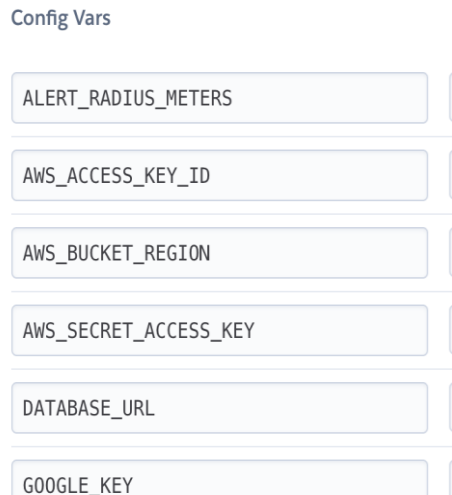 Config Vars
ALERT_RADIUS_METERS
AWS_ACCESS_KEY_ID
AWS_BUCKET_REGION
AWS_SECRET_ACCESS_KEY
DATABASE_URL
GOOGLE_KEY